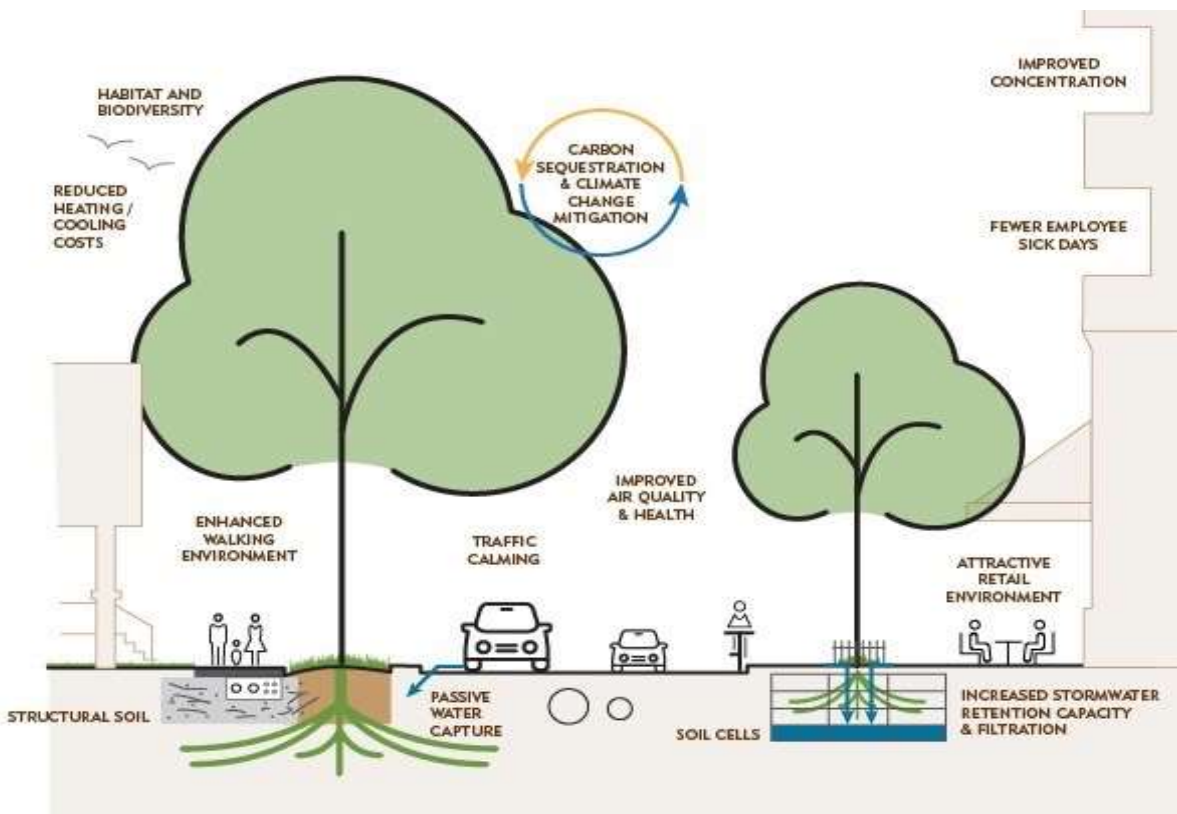 HABITAT AND
BIODIVERSITY
REDUCED
HEATING /
COOLING
COSTS
CARBON
SEQUESTRATION
& CLIMATE
CHANGE
MITIGATION
IMPROVED
CONCENTRATION
FEWER EMPLOYEE
SICK DAYS
ENHANCED
WALKING
ENVIRONMENT
TRAFFIC
CALMING
IMPROVED
AIR QUALITY
& HEALTH
ATTRACTIVE
RETAIL
ENVIRONMENT
STRUCTURAL SOIL
PASSIVE
WATER
CAPTURE
SOIL CELLS
INCREASED STORMWATER
RETENTION CAPACITY
& FILTRATION